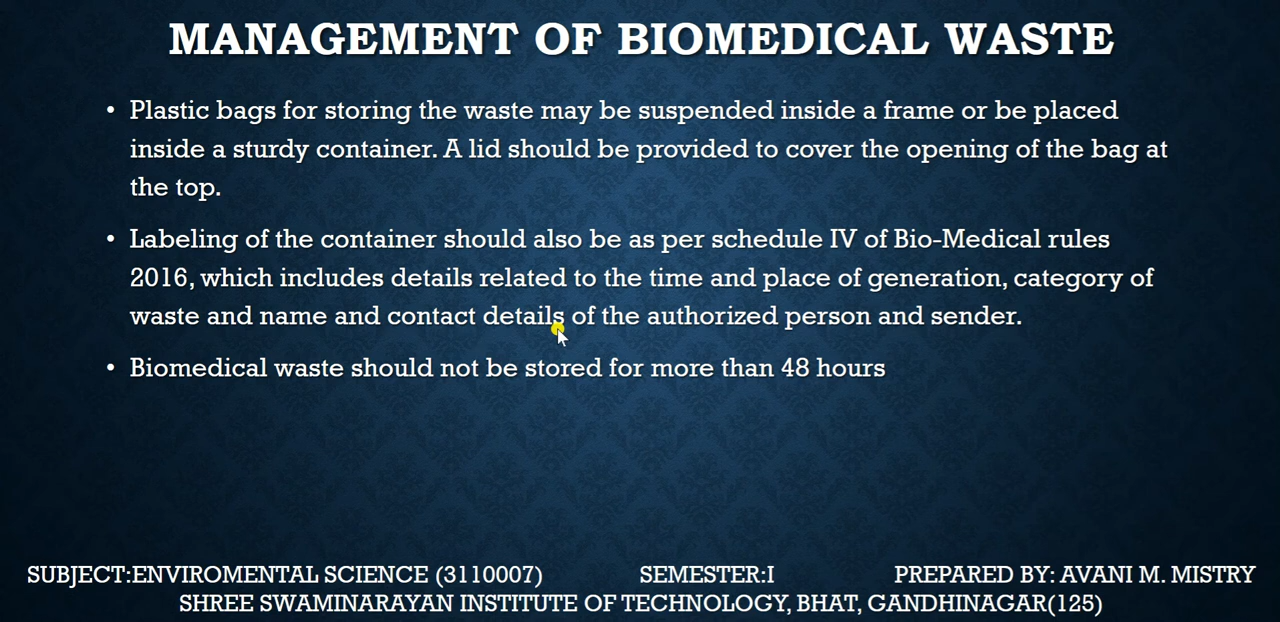 MANAGEMENT OF BIOMEDICAL WASTE
• Plastic bags for storing the waste may be suspended inside a frame or be placed
inside a sturdy container. A lid should be provided to cover the opening of the bag at
the top.
• Labeling of the container should also be as per schedule IV of Bio-Medical rules
2016, which includes details related to the time and place of generation, category of
waste and name and contact details of the authorized person and sender.
• Biomedical waste should not be stored for more than 48 hours
SUBJECT:ENVIROMENTAL SCIENCE (3110007) SEMESTER:I PREPARED BY: AVANI M. MISTRY
SHREE SWAMINARAYAN INSTITUTE OF TECHNOLOGY, BHAT, GANDHINAGAR(125)